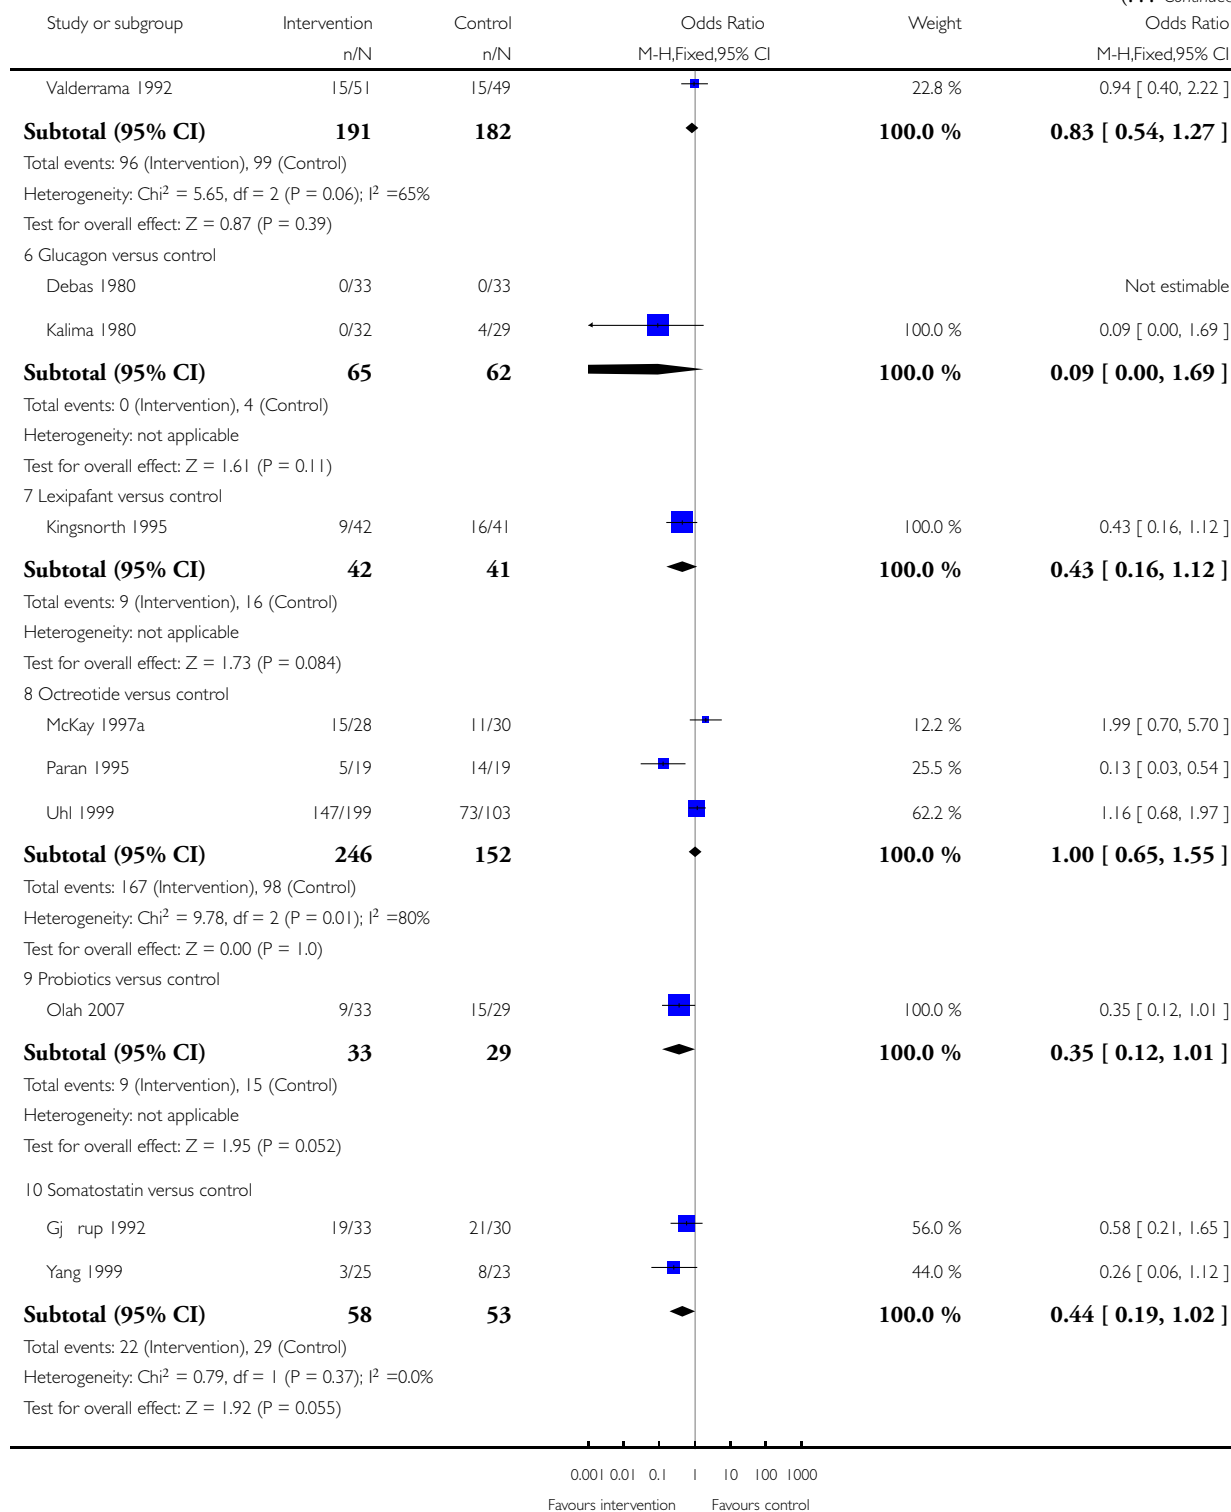 (... Continued
Study or subgroup Intervention Control Odds Ratio Weight Odds Ratio
n/N n/N M-H,Fixed,95% CI M-H,Fixed,95% CI
Valderrama 1992 15/51 15/49 22.8 % 0.94 [ 0.40, 2.22 ]
Subtotal (95% CI) 191 182 100.0 % 0.83 [ 0.54, 1.27 ]
Total events: 96 (Intervention), 99 (Control)
Heterogeneity: Chi² = 5.65, df = 2 (P = 0.06); I² =65%
Test for overall effect: Z = 0.87 (P = 0.39)
6 Glucagon versus control
Debas 1980 0/33 0/33 Not estimable
Kalima 1980 0/32 4/29 100.0 % 0.09 [ 0.00, 1.69 ]
Subtotal (95% CI) 65 62 100.0 % 0.09 [ 0.00, 1.69 ]
Total events: 0 (Intervention), 4 (Control)
Heterogeneity: not applicable
Test for overall effect: Z = 1.61 (P = 0.11)
7 Lexipafant versus control
Kingsnorth 1995 9/42 16/41 100.0 % 0.43 [ 0.16, 1.12 ]
Subtotal (95% CI) 42 41 100.0 % 0.43 [ 0.16, 1.12 ]
Total events: 9 (Intervention), 16 (Control)
Heterogeneity: not applicable
Test for overall effect: Z = 1.73 (P = 0.084)
8 Octreotide versus control
McKay 1997a 15/28 11/30 12.2 % 1.99 [ 0.70, 5.70 ]
Paran 1995 5/19 14/19 25.5 % 0.13 [ 0.03, 0.54 ]
Uhl 1999 147/199 73/103 62.2 % 1.16 [ 0.68, 1.97 ]
Subtotal (95% CI) 246 152 100.0 % 1.00 [ 0.65, 1.55 ]
Total events: 167 (Intervention), 98 (Control)
Heterogeneity: Chi² = 9.78, df = 2 (P = 0.01); I² =80%
Test for overall effect: Z = 0.00 (P = 1.0)
9 Probiotics versus control
Olah 2007 9/33 15/29 100.0 % 0.35 [ 0.12, 1.01 ]
Subtotal (95% CI) 33 29 100.0 % 0.35 [ 0.12, 1.01 ]
Total events: 9 (Intervention), 15 (Control)
Heterogeneity: not applicable
Test for overall effect: Z = 1.95 (P = 0.052)
10 Somatostatin versus control
Gj rup 1992 19/33 21/30 56.0 % 0.58 [ 0.21, 1.65 ]
Yang 1999 3/25 8/23 44.0 % 0.26 [ 0.06, 1.12 ]
Subtotal (95% CI) 58 53 100.0 % 0.44 [ 0.19, 1.02 ]
Total events: 22 (Intervention), 29 (Control)
Heterogeneity: Chi² = 0.79, df = 1 (P = 0.37); I² =0.0%
Test for overall effect: Z = 1.92 (P = 0.055)
0.001 0.01 0.1 1 10 100 1000
Favours intervention Favours control